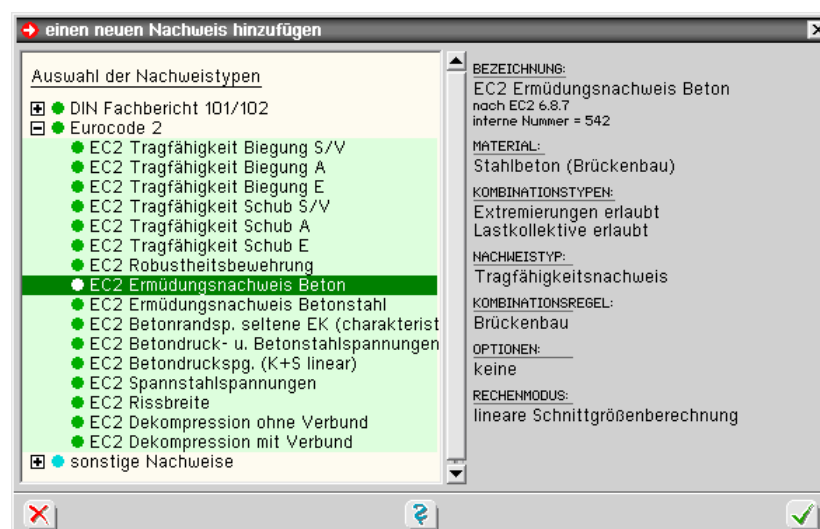 einen neuen Nachweis hinzufügen
Auswahl der Nachweistypen
DIN Fachbericht 101/102
Eurocode 2
EC2 Tragfähigkeit Biegung S/V
EC2 Tragfähigkeit Biegung A
EC2 Tragfähigkeit Biegung E
EC2 Tragfähigkeit Schub S/V
EC2 Tragfähigkeit Schub A
EC2 Tragfähigkeit Schub E
EC2 Robustheitsbewehrung
EC2 Ermüdungsnachweis Beton
EC2 Ermüdungsnachweis Betonstahl
EC2 Betonrandsp. seltene EK (charakterist
EC2 Betondruck- u. Betonstahlspannungen
EC2 Betondruckspg. (K+S linear)
EC2 Spannstahlspannungen
EC2 Rissbreite
EC2 Dekompression ohne Verbund
EC2 Dekompression mit Verbund
sonstige Nachweise
BEZEICHNUNG:
EC2 Ermüdungsnachweis Beton
nach EC2 6.8.7
interne Nummer = 542
MATERIAL:
Stahlbeton (Brückenbau)
KOMBINATIONSTYPEN:
Extremierungen erlaubt
Lastkollektive erlaubt
NACHWEISTYP:
Tragfähigkeitsnachweis
KOMBINATIONSREGEL:
Brückenbau
OPTIONEN:
keine
RECHENMODUS:
lineare Schnittgrößenberechnung